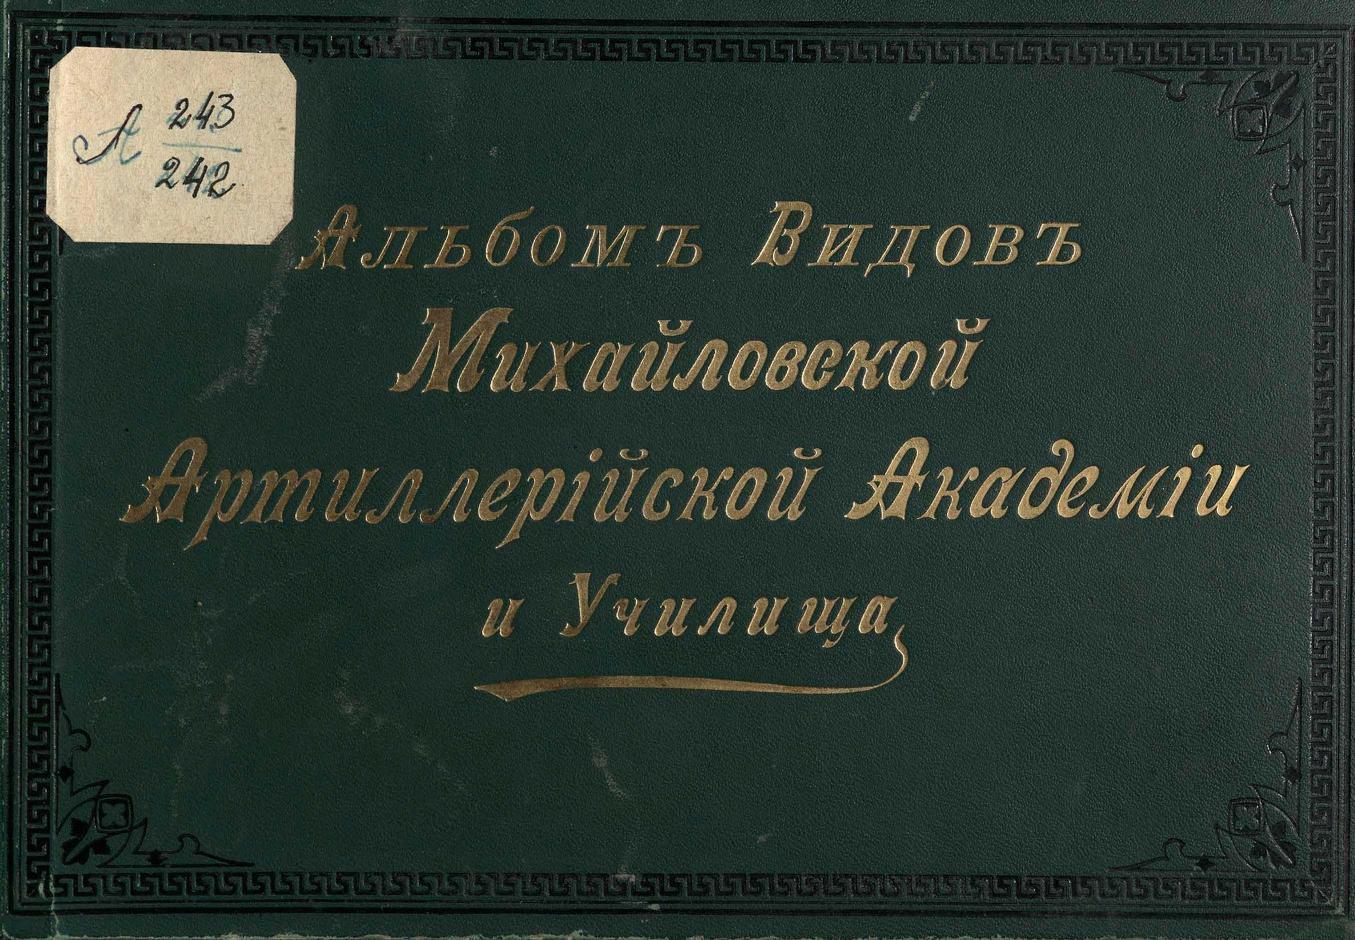 А 243
242
Альбомъ Видовъ
Михайловской
Артиллерійской Академіи
и Училища